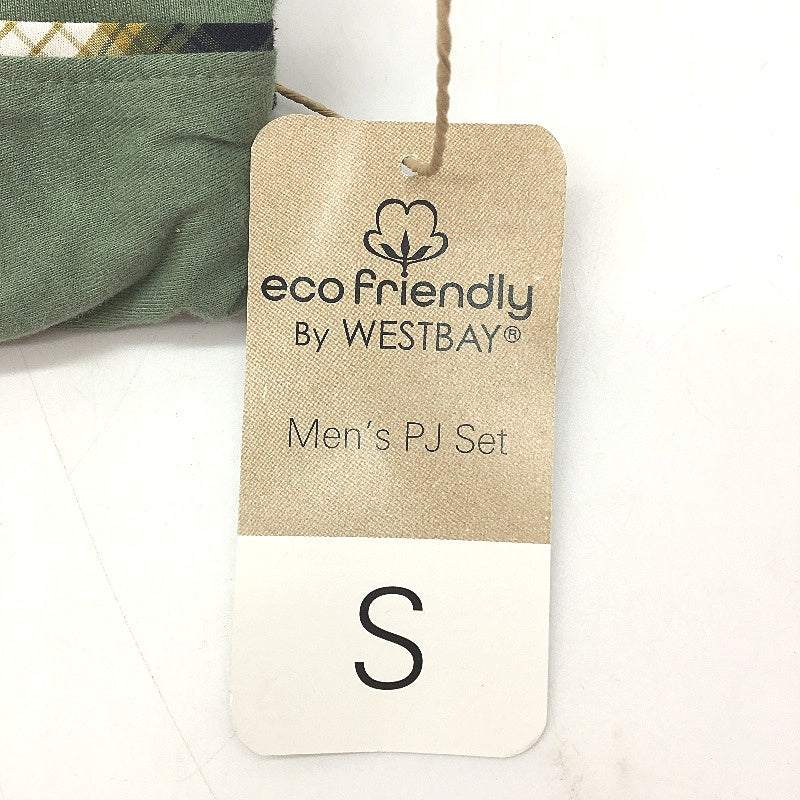 eco friendly
By WESTBAY®
Men's PJ Set
S